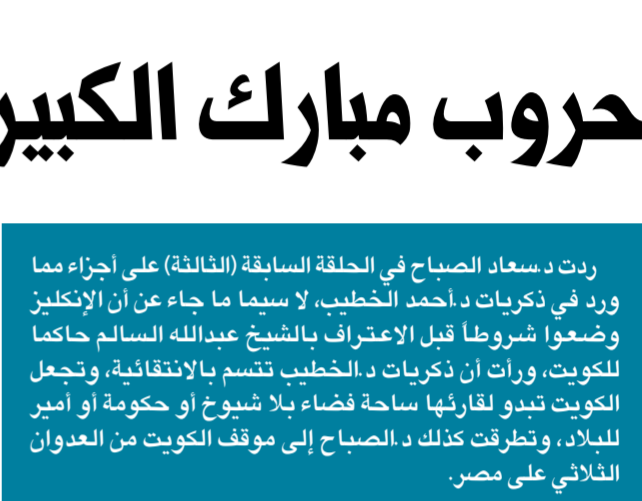 حروب مبارك الكبير
ردت د.سعاد الصباح في الحلقة السابقة (الثالثة) على أجزاء مما
ورد في ذكريات د.أحمد الخطيب، لا سيما ما جاء عن أن الإنكليز
وضعوا شروطاً قبل الاعتراف بالشيخ عبدالله السالم حاكما
للكويت، ورأت أن ذكريات د.الخطيب تتسم بالانتقائية، وتجعل
الكويت تبدو لقارئها ساحة فضاء بلا شيوخ أو حكومة أو أمير
للبلاد، وتطرقت كذلك د.الصباح إلى موقف الكويت من العدوان
الثلاثي على مصر.